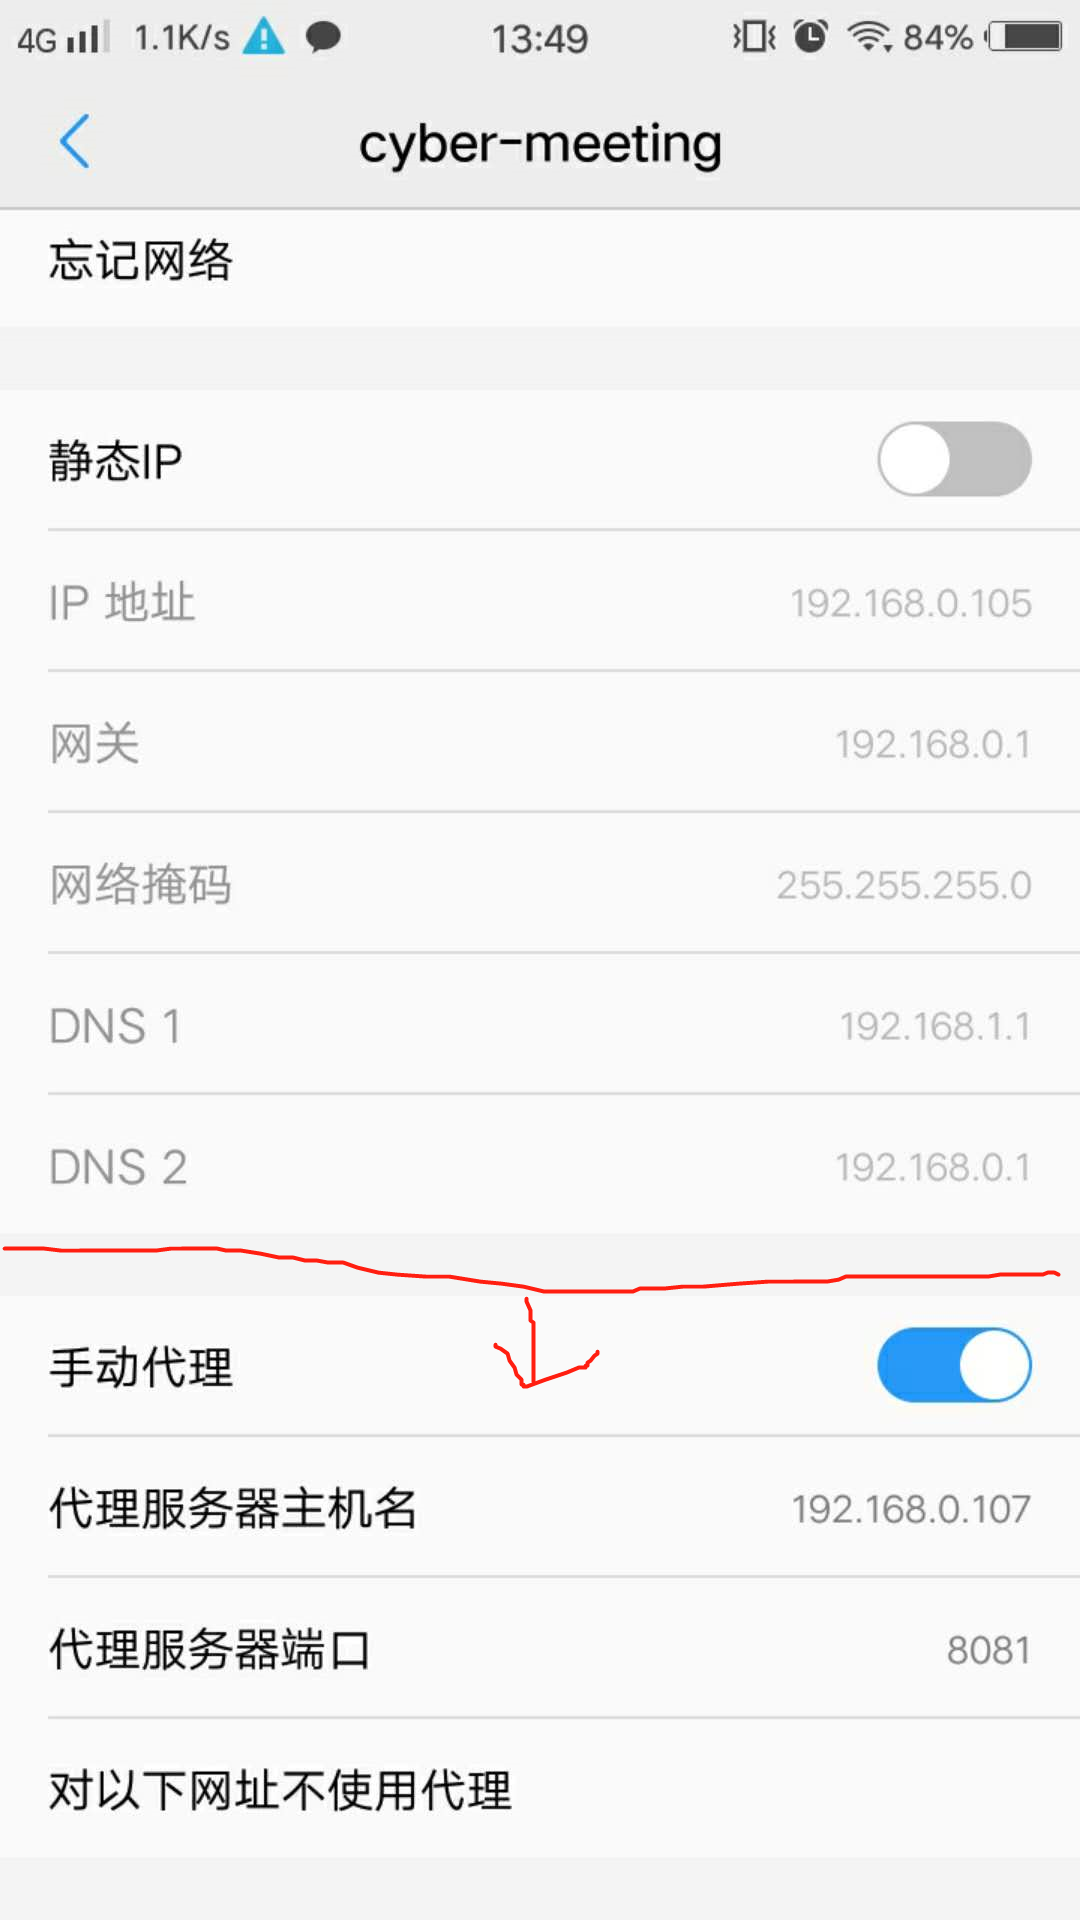 4G 1.1K/s 13:49 84%
cyber-meeting
忘记网络
静态IP
IP 地址 192.168.0.105
网关 192.168.0.1
网络掩码 255.255.255.0
DNS 1 192.168.1.1
DNS 2 192.168.0.1
手动代理
代理服务器主机名 192.168.0.107
代理服务器端口 8081
对以下网址不使用代理